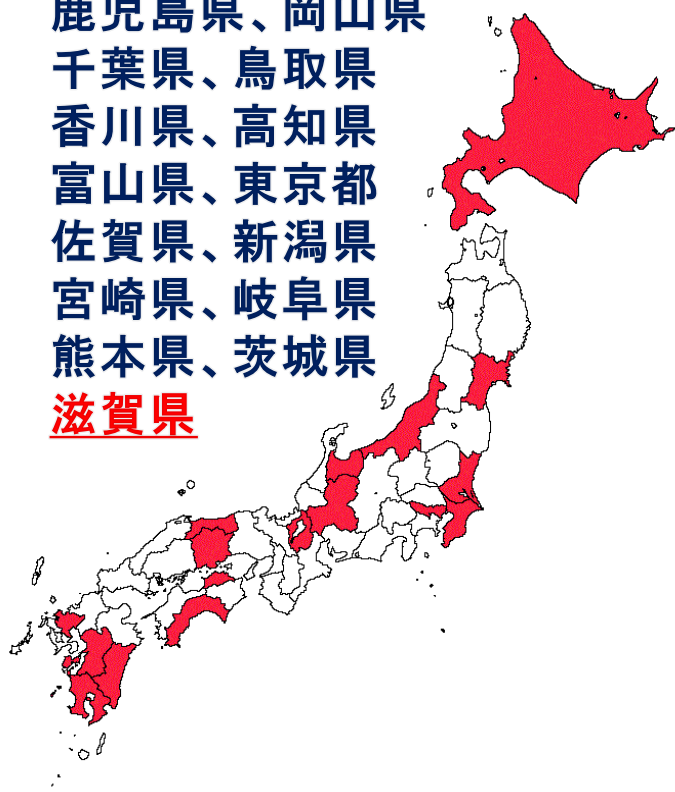 鹿児島県、岡山県
千葉県、鳥取県
香川県、高知県
富山県、東京都
佐賀県、新潟県
宮崎県、岐阜県
熊本県、茨城県
滋賀県